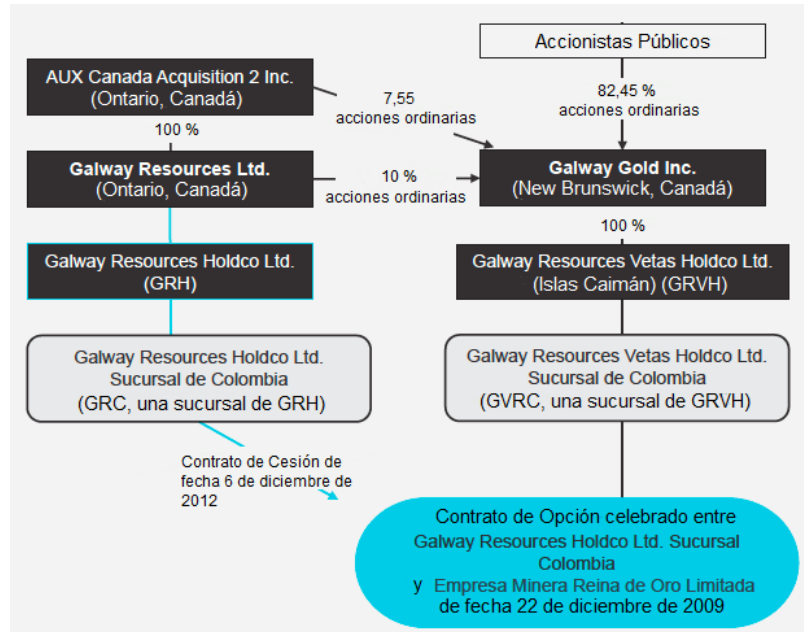 Accionistas Públicos
AUX Canada Acquisition 2 Inc.
(Ontario, Canadá)
7,55
acciones ordinarias
82,45 %
acciones ordinarias
100 %
Galway Resources Ltd.
(Ontario, Canadá)
10 %
acciones ordinarias
Galway Gold Inc.
(New Brunswick, Canadá)
100 %
Galway Resources Holdco Ltd.
(GRH)
Galway Resources Vetas Holdco Ltd.
(Islas Caimán) (GRVH)
Galway Resources Holdco Ltd.
Sucursal de Colombia
(GRC, una sucursal de GRH)
Galway Resources Vetas Holdco Ltd.
Sucursal de Colombia
(GVRC, una sucursal de GRVH)
Contrato de Cesión de
fecha 6 de diciembre de
2012
Contrato de Opción celebrado entre
Galway Resources Holdco Ltd. Sucursal
Colombia
y Empresa Minera Reina de Oro Limitada
de fecha 22 de diciembre de 2009